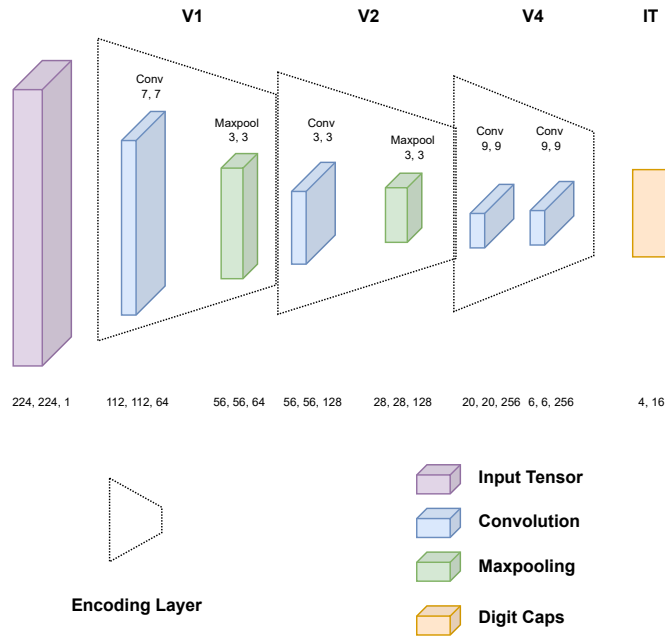 V1
V2
V4
IT
Conv
7, 7
Maxpool
3, 3
Conv
3, 3
Maxpool
3, 3
Conv
9, 9
Conv
9, 9
224, 224, 1
112, 112, 64
56, 56, 64
56, 56, 128
28, 28, 128
20, 20, 256
6, 6, 256
4, 16
Input Tensor
Convolution
Maxpooling
Digit Caps
Encoding Layer